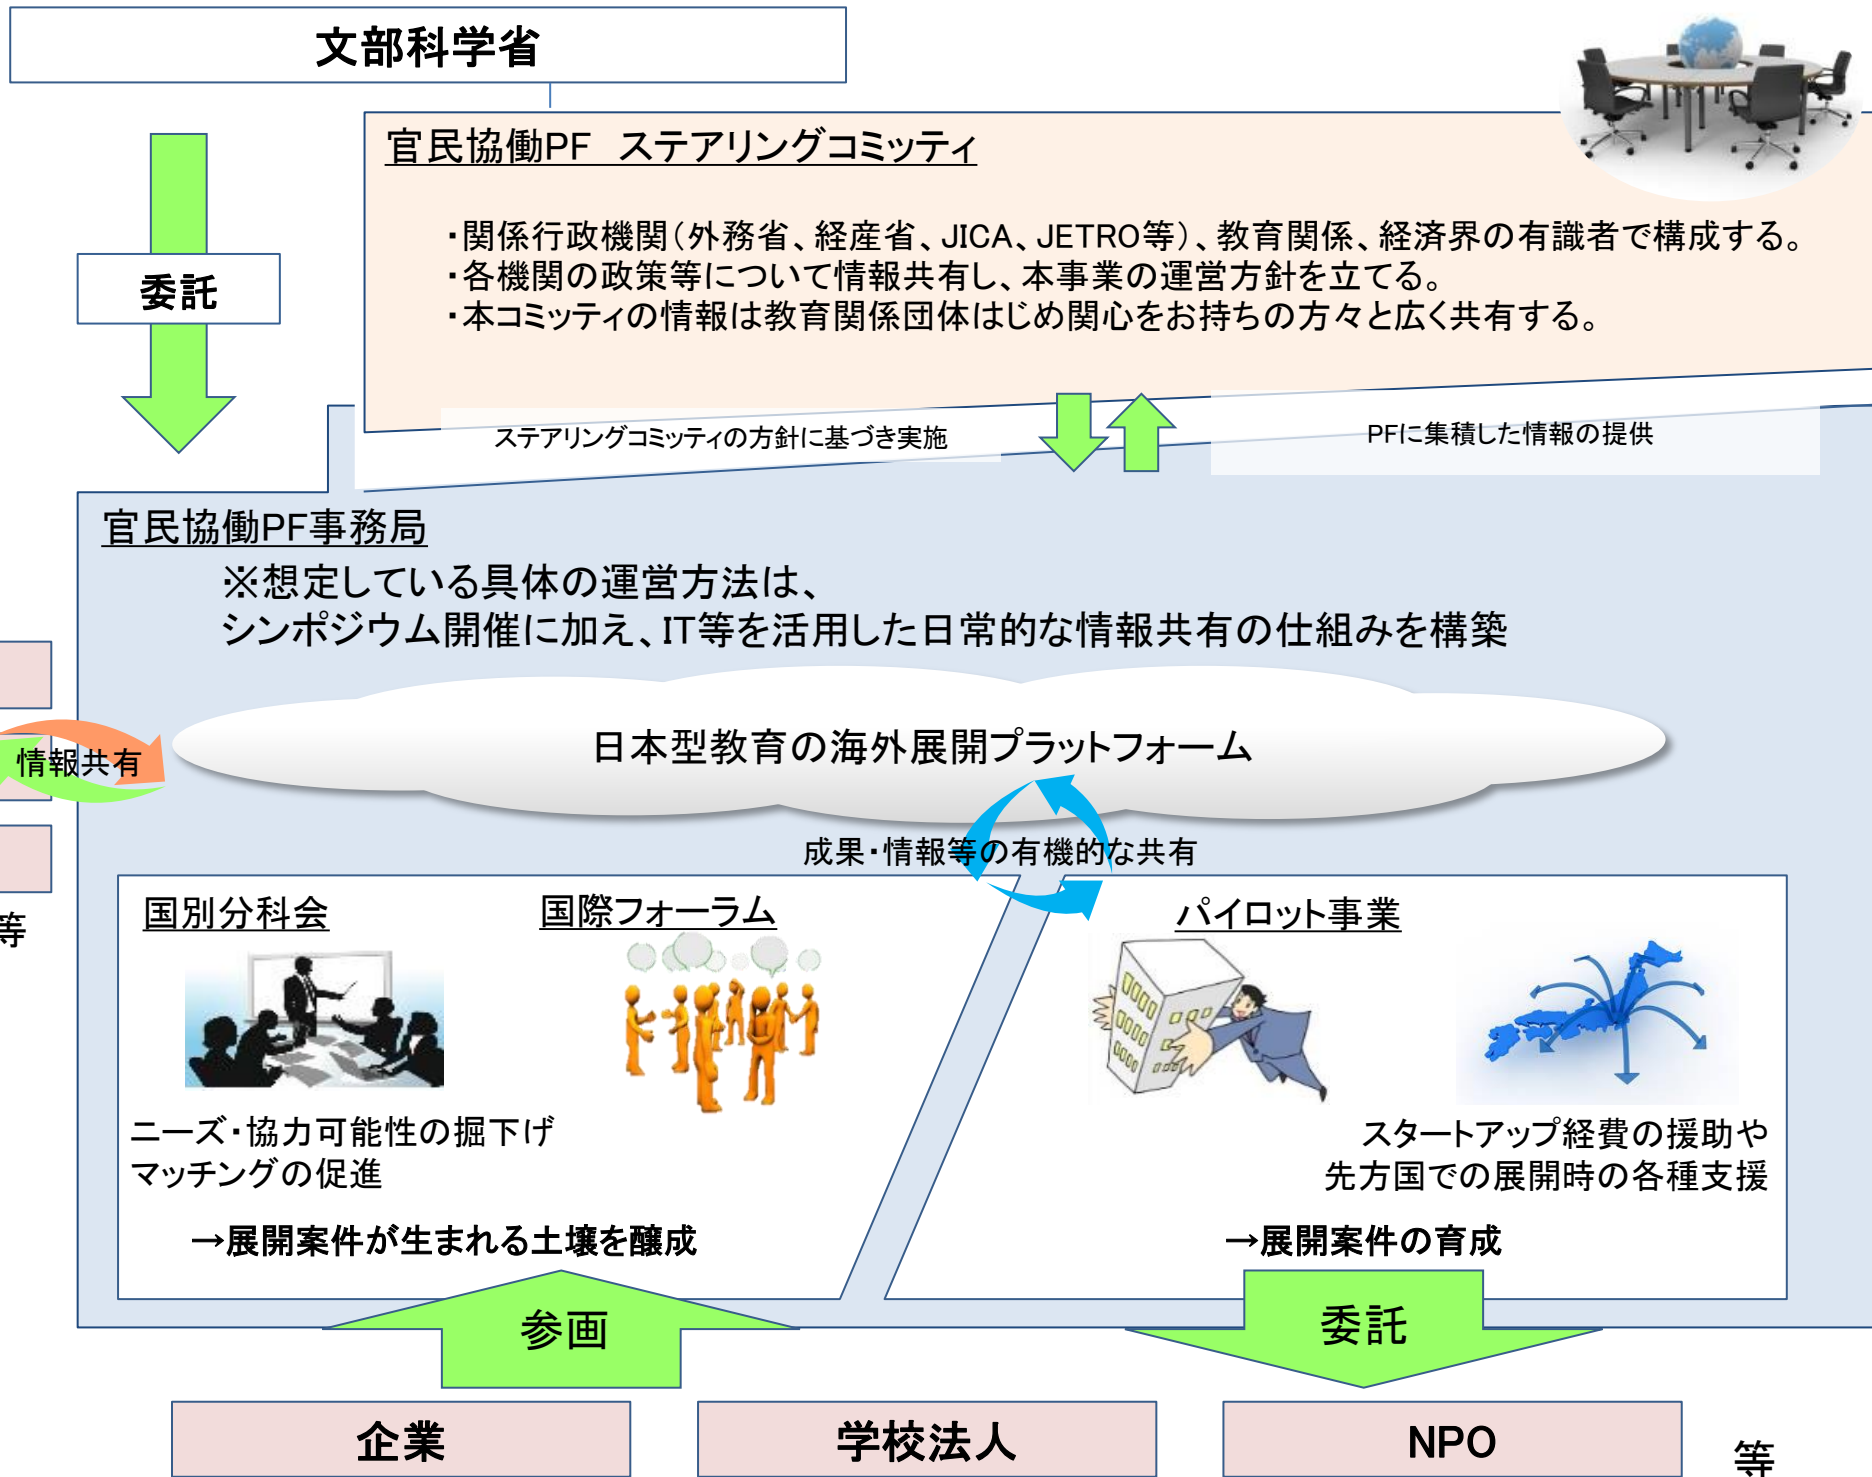 文部科学省
委託
官民協働PF　ステアリングコミッティ
・関係行政機関（外務省、経産省、JICA、JETRO等）、教育関係、経済界の有識者で構成する。
・各機関の政策等について情報共有し、本事業の運営方針を立てる。
・本コミッティの情報は教育関係団体はじめ関心をお持ちの方々と広く共有する。
ステアリングコミッティの方針に基づき実施
PFに集積した情報の提供
官民協働PF事務局
※想定している具体の運営方法は、
シンポジウム開催に加え、IT等を活用した日常的な情報共有の仕組みを構築
情報共有
等
日本型教育の海外展開プラットフォーム
成果・情報等の有機的な共有
国別分科会
国際フォーラム
ニーズ・協力可能性の掘下げ
マッチングの促進
→展開案件が生まれる土壌を醸成
パイロット事業
スタートアップ経費の援助や
先方国での展開時の各種支援
→展開案件の育成
参画
委託
企業
学校法人
NPO
等